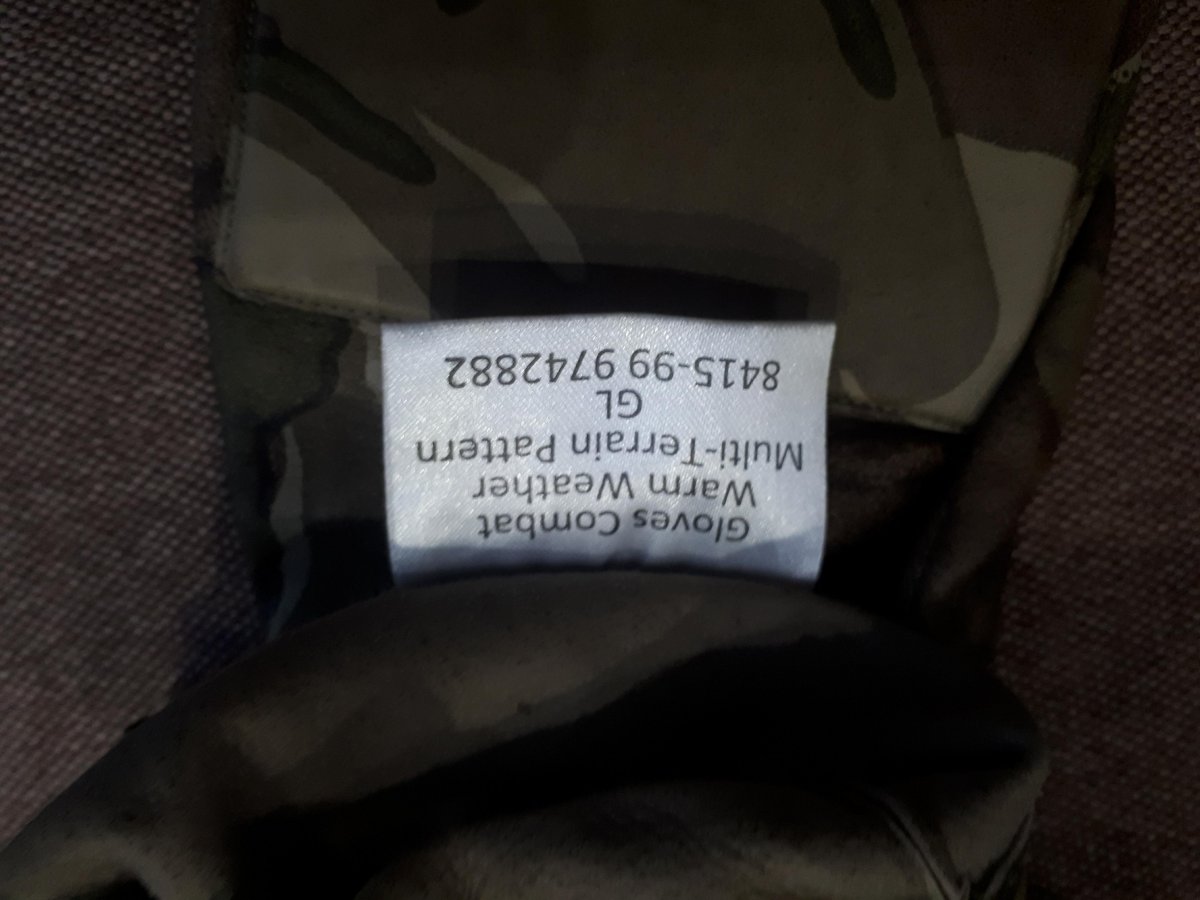 Gloves Combat
Warm Weather
Multi-Terrain Pattern
GL
8415-99 9742882